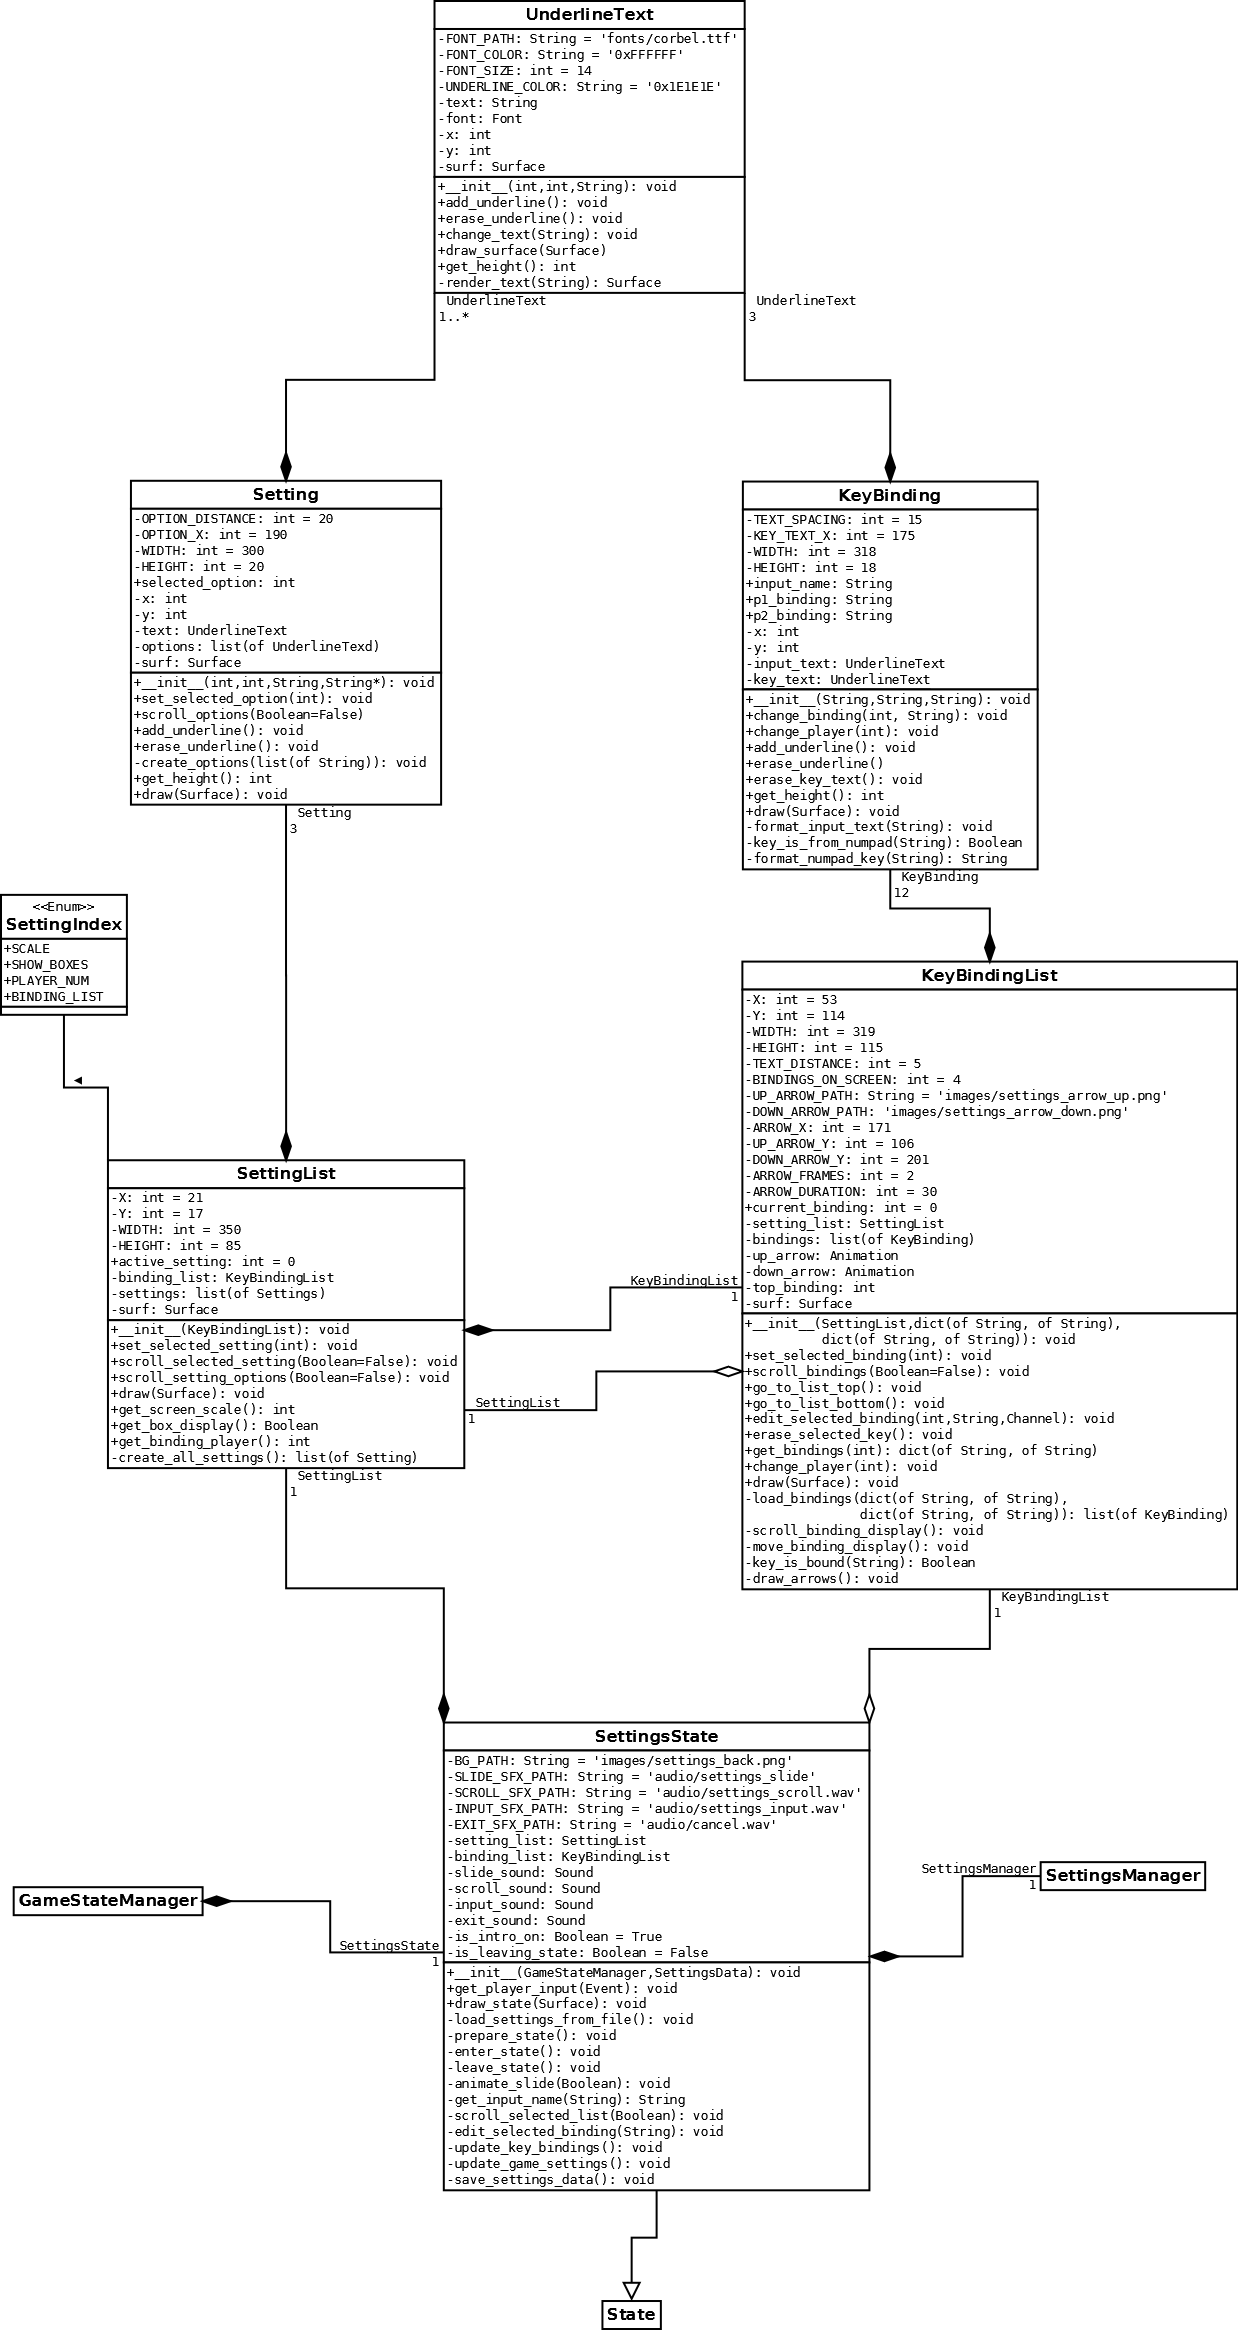 UnderlineText
-FONT_PATH: String = 'fonts/corbel.ttf'
-FONT_COLOR: String = '0xFFFFFF'
-FONT_SIZE: int = 14
-UNDERLINE_COLOR: String = '0x1E1E1E'
-text: String
-font: Font
-x: int
-y: int
-surf: Surface
+__init__(int,int,String): void
+add_underline(): void
+erase_underline(): void
+change_text(String): void
+draw_surface(Surface)
+get_height(): int
-render_text(String): Surface
UnderlineText
1..*
UnderlineText
3
Setting
-OPTION_DISTANCE: int = 20
-OPTION_X: int = 190
-WIDTH: int = 300
-HEIGHT: int = 20
+selected_option: int
-x: int
-y: int
-text: UnderlineText
-options: list(of UnderlineTexd)
-surf: Surface
+__init__(int,int,String,String*): void
+set_selected_option(int): void
+scroll_options(Boolean=False)
+add_underline(): void
+erase_underline(): void
-create_options(list(of String)): void
+get_height(): int
+draw(Surface): void
Setting
3
KeyBinding
-TEXT_SPACING: int = 15
-KEY_TEXT_X: int = 175
-WIDTH: int = 318
-HEIGHT: int = 18
+input_name: String
+p1_binding: String
+p2_binding: String
-x: int
-y: int
-input_text: UnderlineText
-key_text: UnderlineText
+__init__(String,String,String): void
+change_binding(int, String): void
+change_player(int): void
+add_underline(): void
+erase_underline()
+erase_key_text(): void
+get_height(): int
+draw(Surface): void
-format_input_text(String): void
-key_is_from_numpad(String): Boolean
-format_numpad_key(String): String
KeyBinding
12
<<Enum>>
SettingIndex
+SCALE
+SHOW_BOXES
+PLAYER_NUM
+BINDING_LIST
KeyBindingList
-X: int = 53
-Y: int = 114
-WIDTH: int = 319
-HEIGHT: int = 115
-TEXT_DISTANCE: int = 5
-BINDINGS_ON_SCREEN: int = 4
-UP_ARROW_PATH: String = 'images/settings_arrow_up.png'
-DOWN_ARROW_PATH: 'images/settings_arrow_down.png'
-ARROW_X: int = 171
-UP_ARROW_Y: int = 106
-DOWN_ARROW_Y: int = 201
-ARROW_FRAMES: int = 2
-ARROW_DURATION: int = 30
+current_binding: int = 0
-setting_list: SettingList
-bindings: list(of KeyBinding)
-up_arrow: Animation
-down_arrow: Animation
-top_binding: int
-surf: Surface
+__init__(SettingList,dict(of String, of String),
dict(of String, of String)): void
+set_selected_binding(int): void
+scroll_bindings(Boolean=False): void
+go_to_list_top(): void
+go_to_list_bottom(): void
+edit_selected_binding(int,String,Channel): void
+erase_selected_key(): void
+get_bindings(int): dict(of String, of String)
+change_player(int): void
+draw(Surface): void
-load_bindings(dict(of String, of String),
dict(of String, of String)): list(of KeyBinding)
-scroll_binding_display(): void
-move_binding_display(): void
-key_is_bound(String): Boolean
-draw_arrows(): void
SettingList
-X: int = 21
-Y: int = 17
-WIDTH: int = 350
-HEIGHT: int = 85
+active_setting: int = 0
-binding_list: KeyBindingList
-settings: list(of Settings)
-surf: Surface
+__init__(KeyBindingList): void
+set_selected_setting(int): void
+scroll_selected_setting(Boolean=False): void
+scroll_setting_options(Boolean=False): void
+draw(Surface): void
+get_screen_scale(): int
+get_box_display(): Boolean
+get_binding_player(): int
-create_all_settings(): list(of Setting)
KeyBindingList
1
SettingList
1
SettingList
1
KeyBindingList
1
SettingsState
-BG_PATH: String = 'images/settings_back.png'
-SLIDE_SFX_PATH: String = 'audio/settings_slide'
-SCROLL_SFX_PATH: String = 'audio/settings_scroll.wav'
-INPUT_SFX_PATH: String = 'audio/settings_input.wav'
-EXIT_SFX_PATH: String = 'audio/cancel.wav'
-setting_list: SettingList
-binding_list: KeyBindingList
-slide_sound: Sound
-scroll_sound: Sound
-input_sound: Sound
-exit_sound: Sound
-is_intro_on: Boolean = True
-is_leaving_state: Boolean = False
+__init__(GameStateManager,SettingsData): void
+get_player_input(Event): void
+draw_state(Surface): void
-load_settings_from_file(): void
-prepare_state(): void
-enter_state(): void
-leave_state(): void
-animate_slide(Boolean): void
-get_input_name(String): String
-scroll_selected_list(Boolean): void
-edit_selected_binding(String): void
-update_key_bindings(): void
-update_game_settings(): void
-save_settings_data(): void
GameStateManager
SettingsState
1
SettingsManager
1
SettingsManager
State